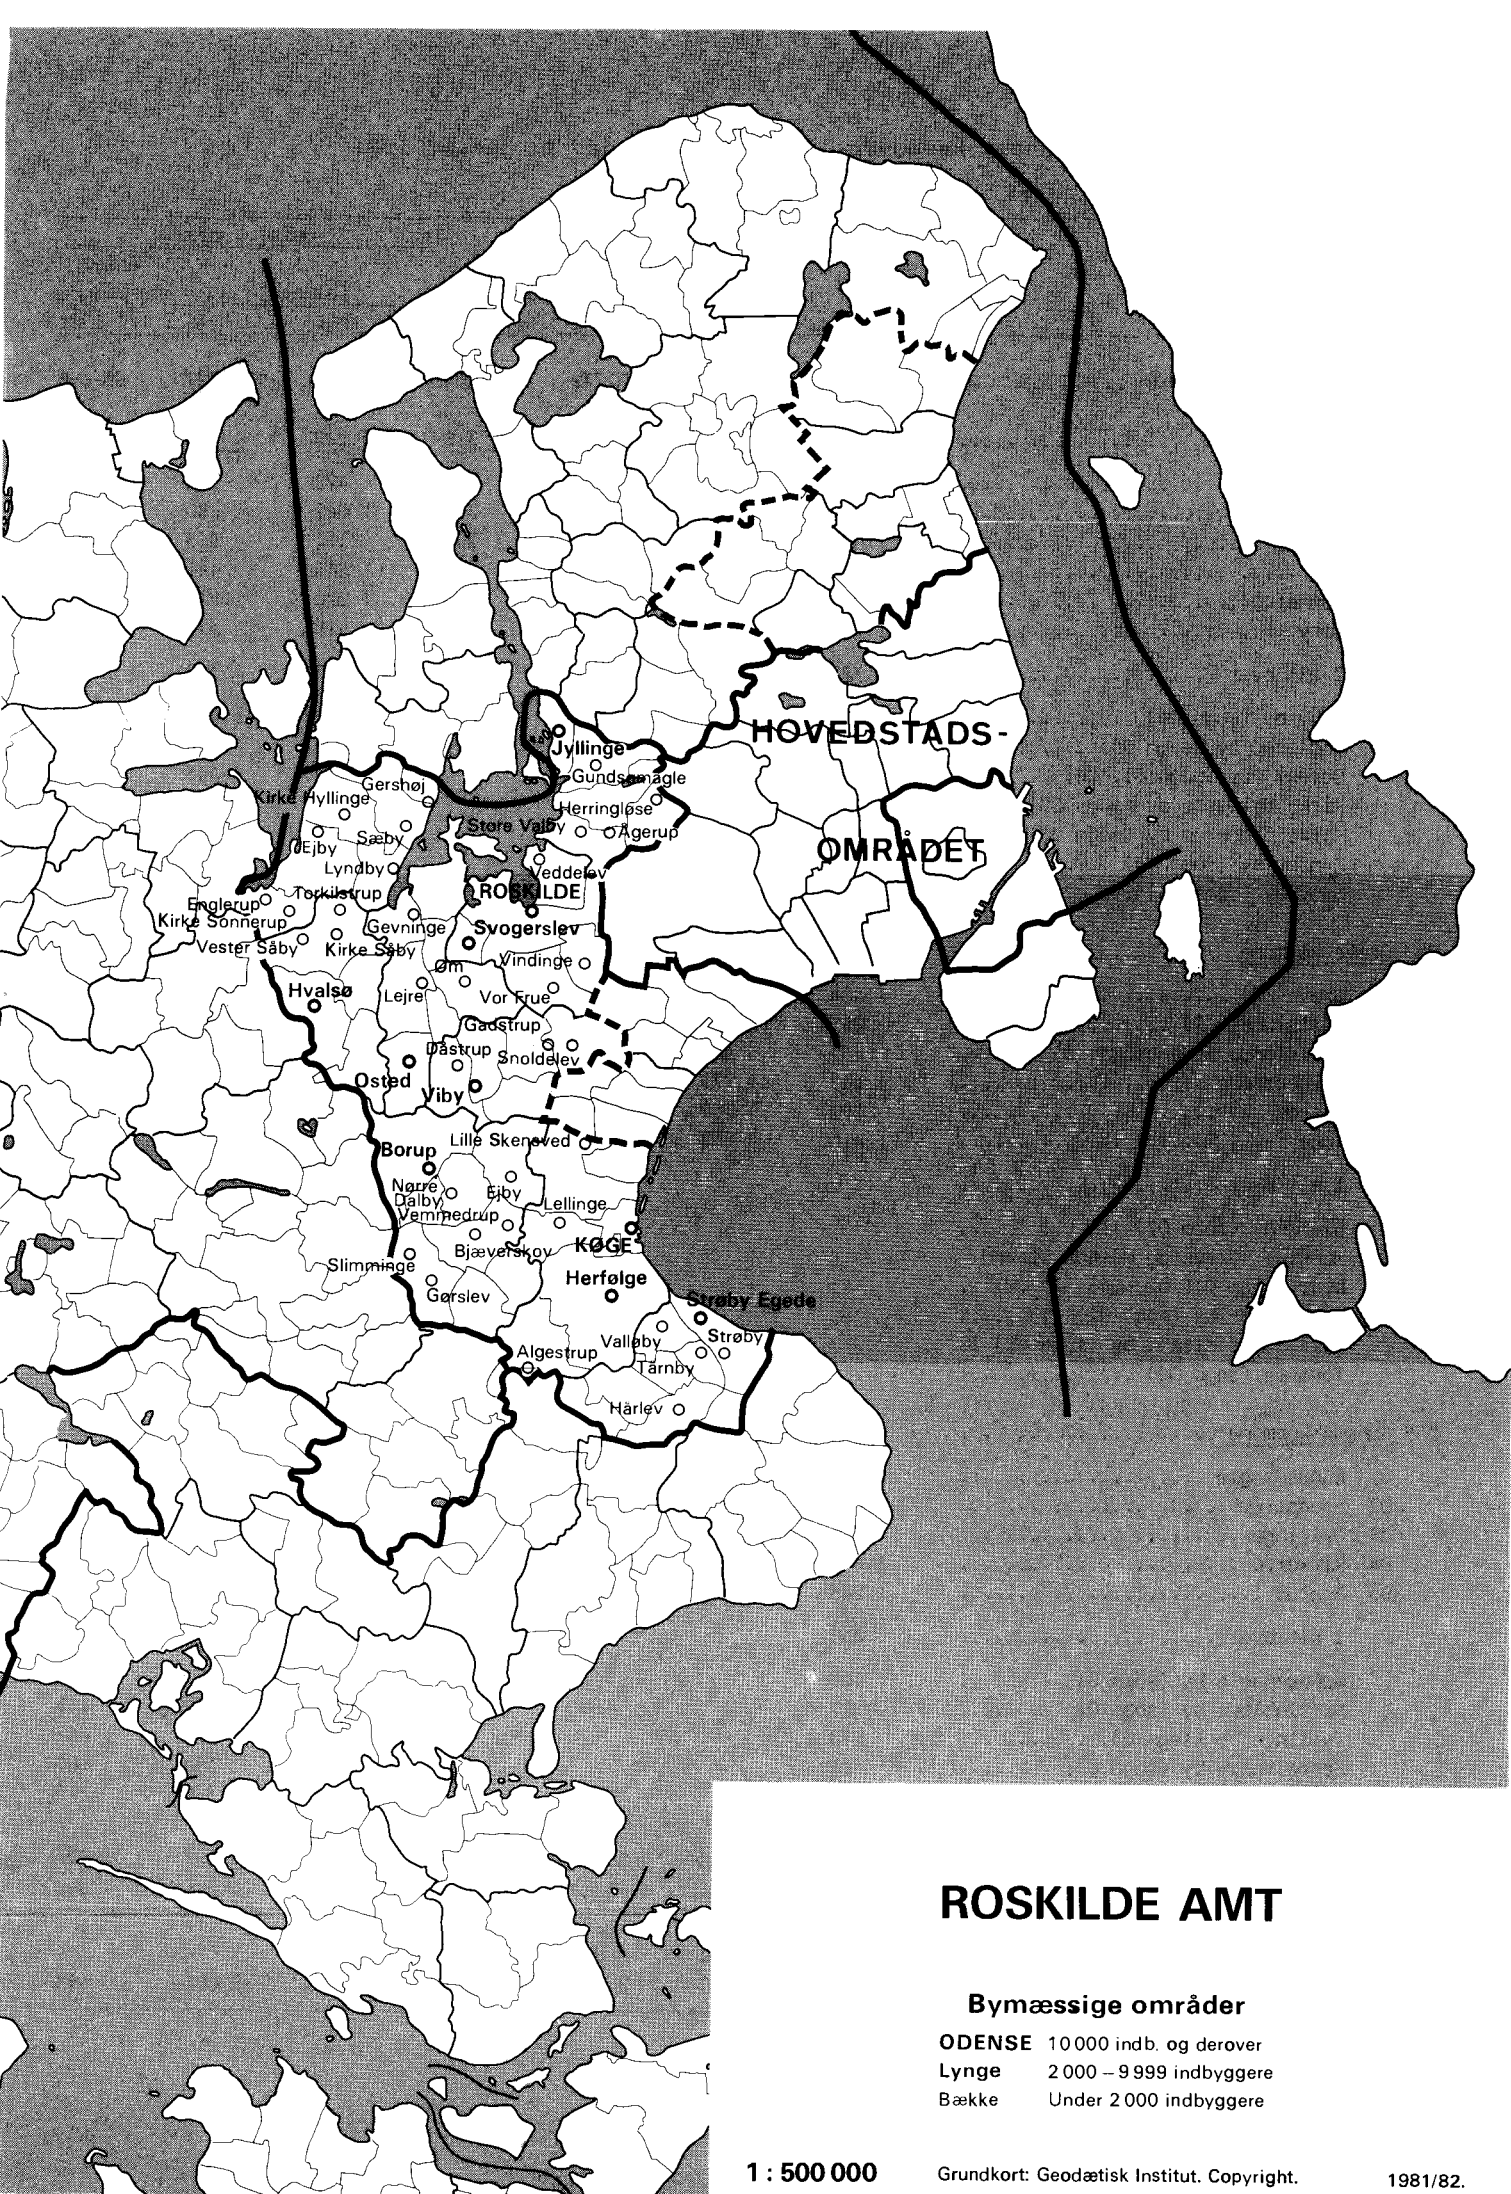 HOVEDSTADS-
OMRÅDET
Jyllinge
Gundsømagle
Gershøj
Kirke Hyllinge
Herringløse
Store Valby
Ågerup
Sæby
Ejby
Lyndby
Veddelev
ROSKILDE
Torkilstrup
Englerup
Kirke Sonnerup
Gevninge
Svogerslev
Vester Såby
Kirke Såby
Vindinge
Øm
Hvalsø
Lejre
Vor Frue
Gadstrup
Dåstrup
Snoldelev
Osted
Viby
Lille Skensved
Borup
Nørre
Dalby
Ejby
Lellinge
Vemmedrup
KØGE
Bjæverskov
Slimminge
Herfølge
Gørslev
Strøby Egede
Valløby
Strøby
Algestrup
Tårnby
Hårlev
ROSKILDE AMT
Bymæssige områder
ODENSE 10 000 indb. og derover
Lynge 2 000 – 9 999 indbyggere
Bække Under 2 000 indbyggere
1 : 500 000
Grundkort: Geodætisk Institut. Copyright.
1981/82.